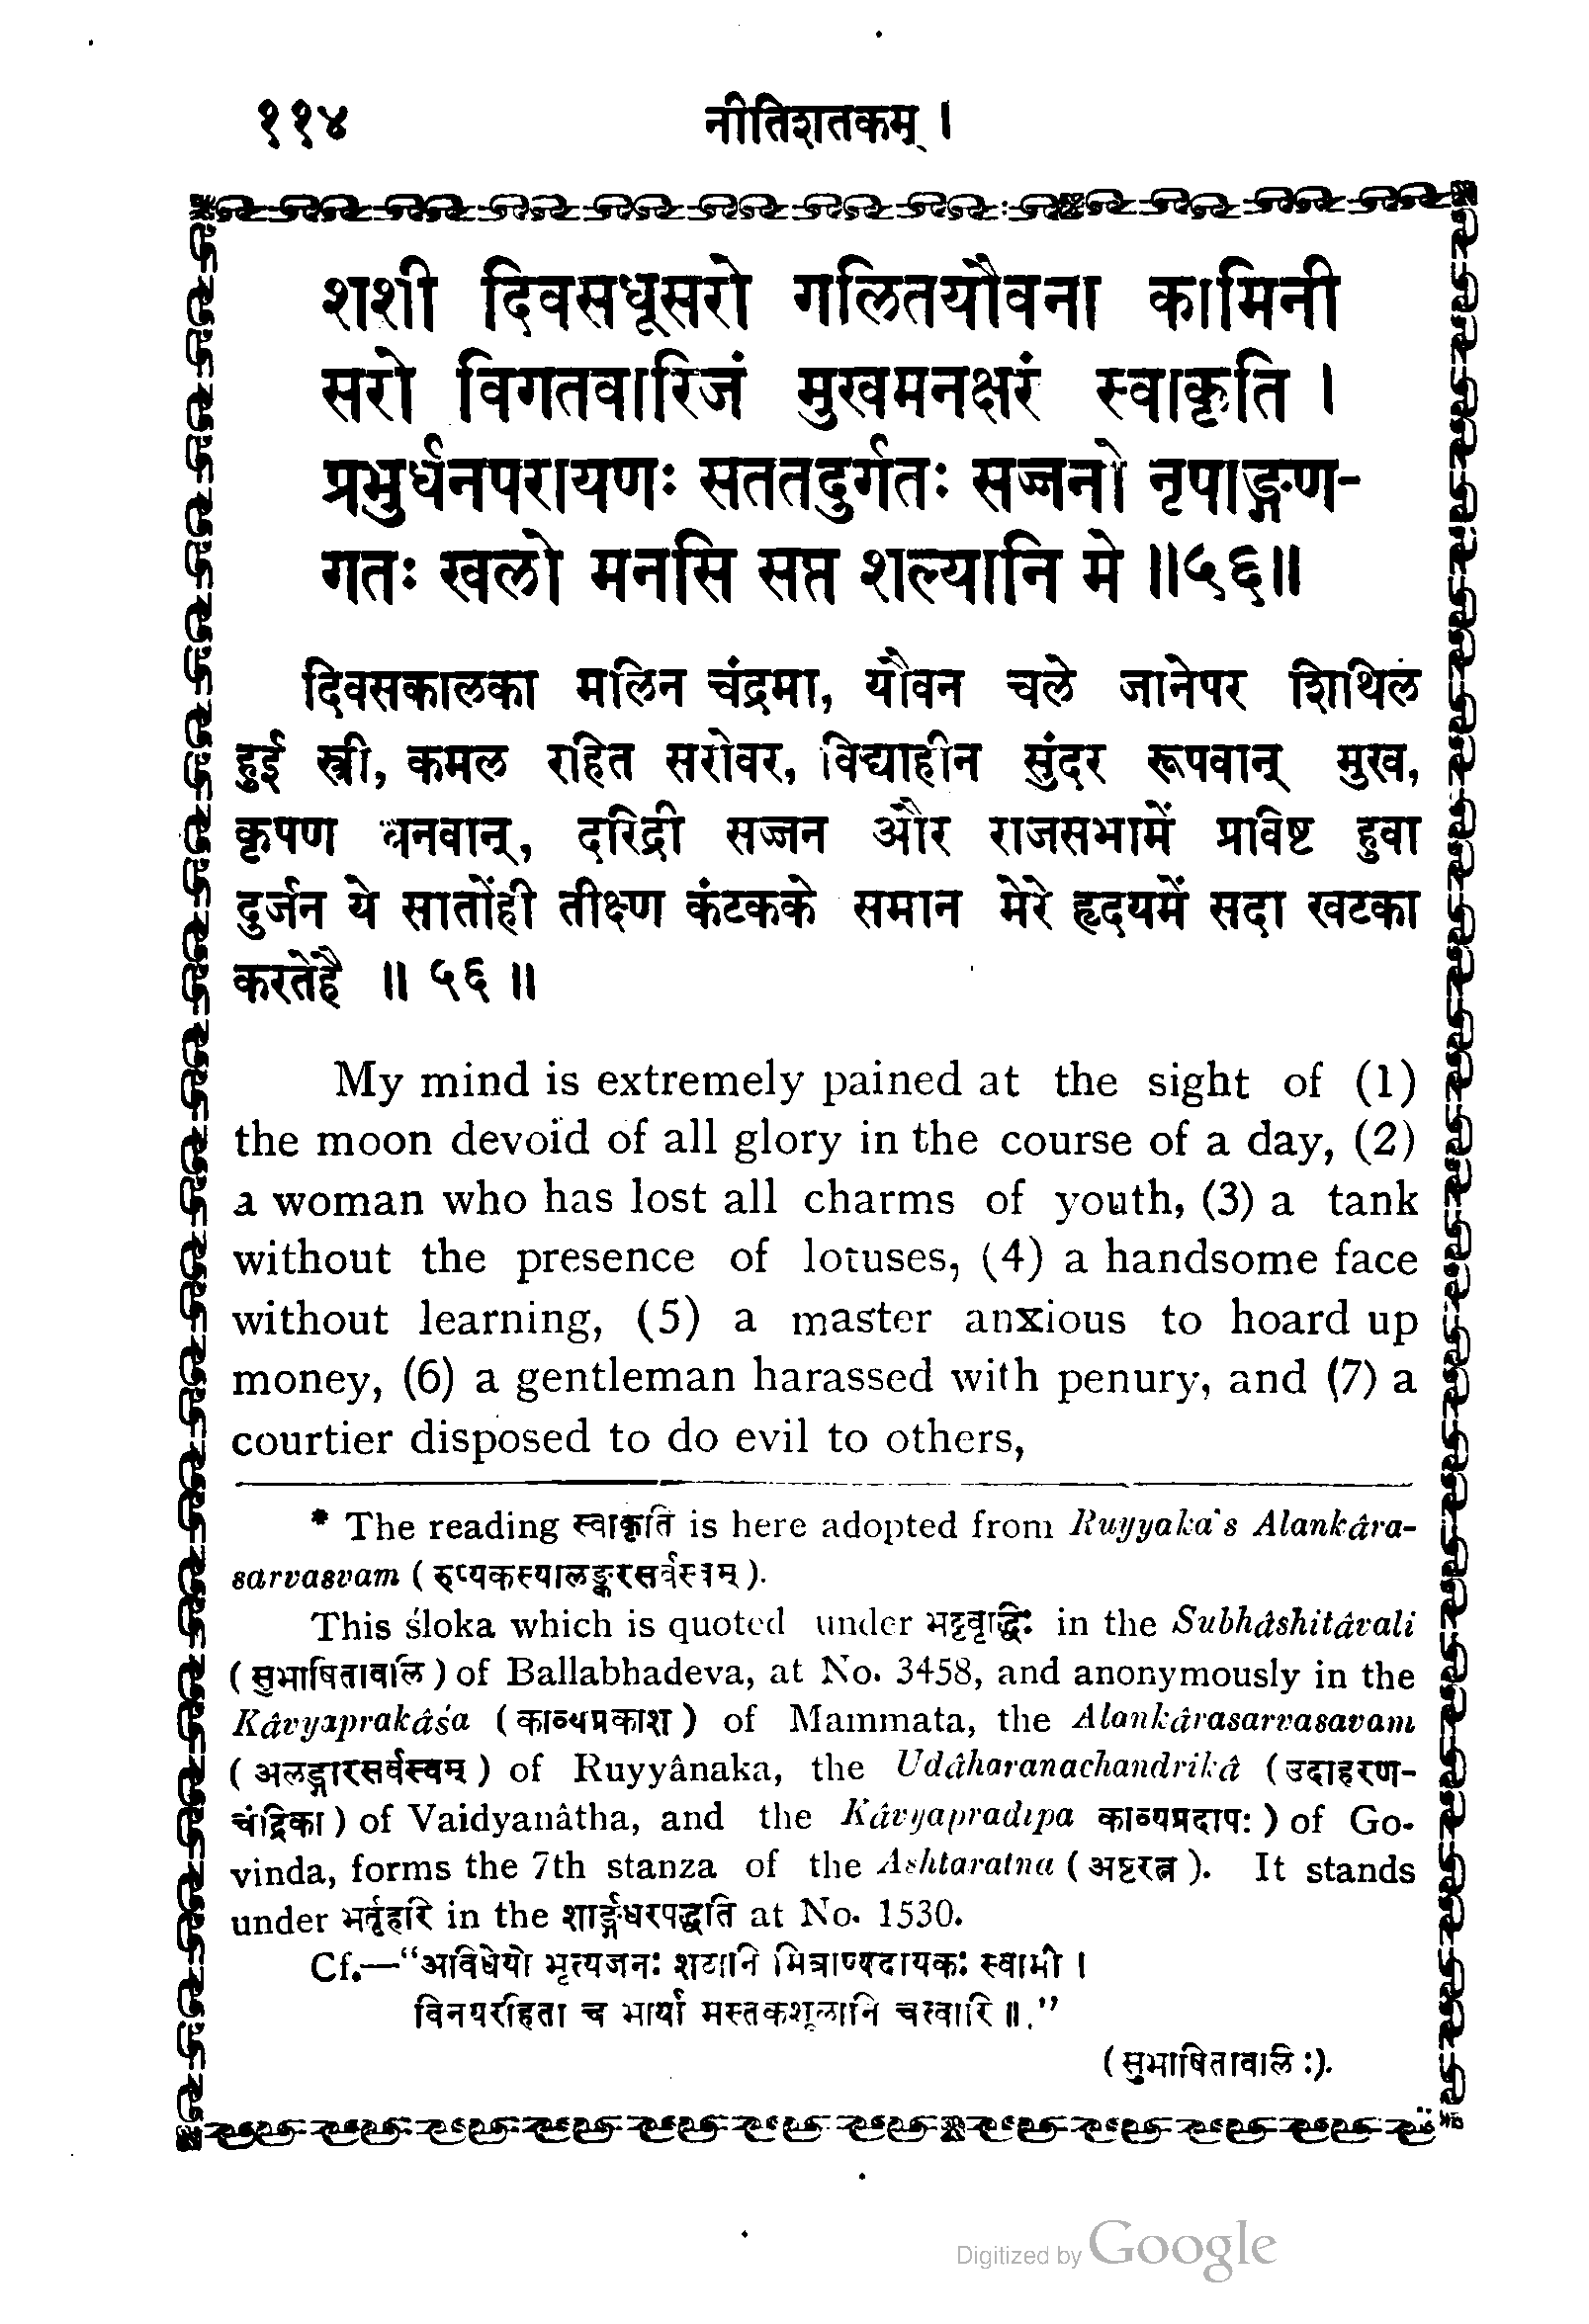 ११४ नीतिशतकम् ।
शशी दिवसधूसरो गलितयौवना कामिनी
सरो विगतवारिजं मुखमनक्षरं स्वाकृति ।
प्रभुर्धनपरायणः सततदुर्गतः सज्जनो नृपाङ्गण-
गतः खलो मनसि सप्त शल्यानि मे ॥५६॥
दिवसकालका मलिन चंद्रमा, यौवन चले जानेपर शिथिल
हुई स्त्री, कमल रहित सरोवर, विद्याहीन सुंदर रूपवान् मुख,
कृपण धनवान्, दरिद्री सज्जन और राजसभामें प्रविष्ट हुवा
दुर्जन ये सातोंही तीक्ष्ण कंटकके समान मेरे हृदयमें सदा खटका
करतेहै ॥ ५६ ॥
My mind is extremely pained at the sight of (1)
the moon devoid of all glory in the course of a day, (2)
a woman who has lost all charms of youth, (3) a tank
without the presence of lotuses, (4) a handsome face
without learning, (5) a master anxious to hoard up
money, (6) a gentleman harassed with penury, and (7) a
courtier disposed to do evil to others,
* The reading स्वाकृति is here adopted from Ruyyaka's Alankâra-
sarvasvam ( रुय्यकस्यालङ्करसर्वस्वम् ).
This śloka which is quoted under भट्टवृद्धिः in the Subhâshitâvali
( सुभाषितावलि ) of Ballabhadeva, at No. 3458, and anonymously in the
Kâvyaprakâśa ( काव्यप्रकाश ) of Mammata, the Alankârasarvasavam
( अलङ्कारसर्वस्वम् ) of Ruyyânaka, the Udâharanachandrikâ ( उदाहरण-
चंद्रिका ) of Vaidyanâtha, and the Kâvyapradipa काव्यप्रदापः ) of Go-
vinda, forms the 7th stanza of the Ashtaratna ( अष्टरत्न ). It stands
under भर्तृहरि in the शार्ङ्गधरपद्धति at No. 1530.
Cf.—“अविधेयो भृत्यजनः शठानि मित्राण्यदायकः स्वामी ।
विनयरहिता च भार्या मस्तकशूलानि चत्वारि ॥.”
( सुभाषितावलि :).
Digitized by Google